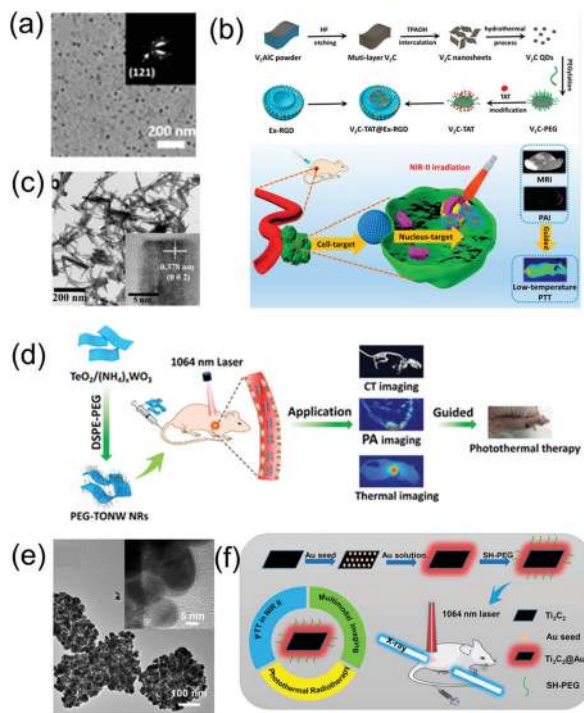 (a)
(121)
200 nm
(b)
HF
etching
TPAOH
intercalation
hydrothermal
process
V₂AlC powder
Muti-layer V₂C
V₂C nanosheets
V₂C QDs
PEGylation
TAT
modification
Ex-RGD
V₂C-TAT@Ex-RGD
V₂C-TAT
V₂C-PEG
NIR-II irradiation
Cell-target
Nucleus-target
MRI
PAI
Guided
Low-temperature
PTT
(c)
b
200 nm
0.378 nm
(0 0 2)
5 nm
(d)
TeO₂/(NH₄)ₓWO₃
DSPE-PEG
PEG-TONW NRs
1064 nm Laser
Application
CT imaging
PA imaging
Thermal imaging
Guided
Photothermal therapy
(e)
5 nm
100 nm
(f)
Au seed
Au solution
SH-PEG
PTT in NIR II
Multimodal imaging
Photothermal Radiotherapy
1064 nm laser
X-ray
Ti₃C₂
Au seed
Ti₃C₂@Au
SH-PEG